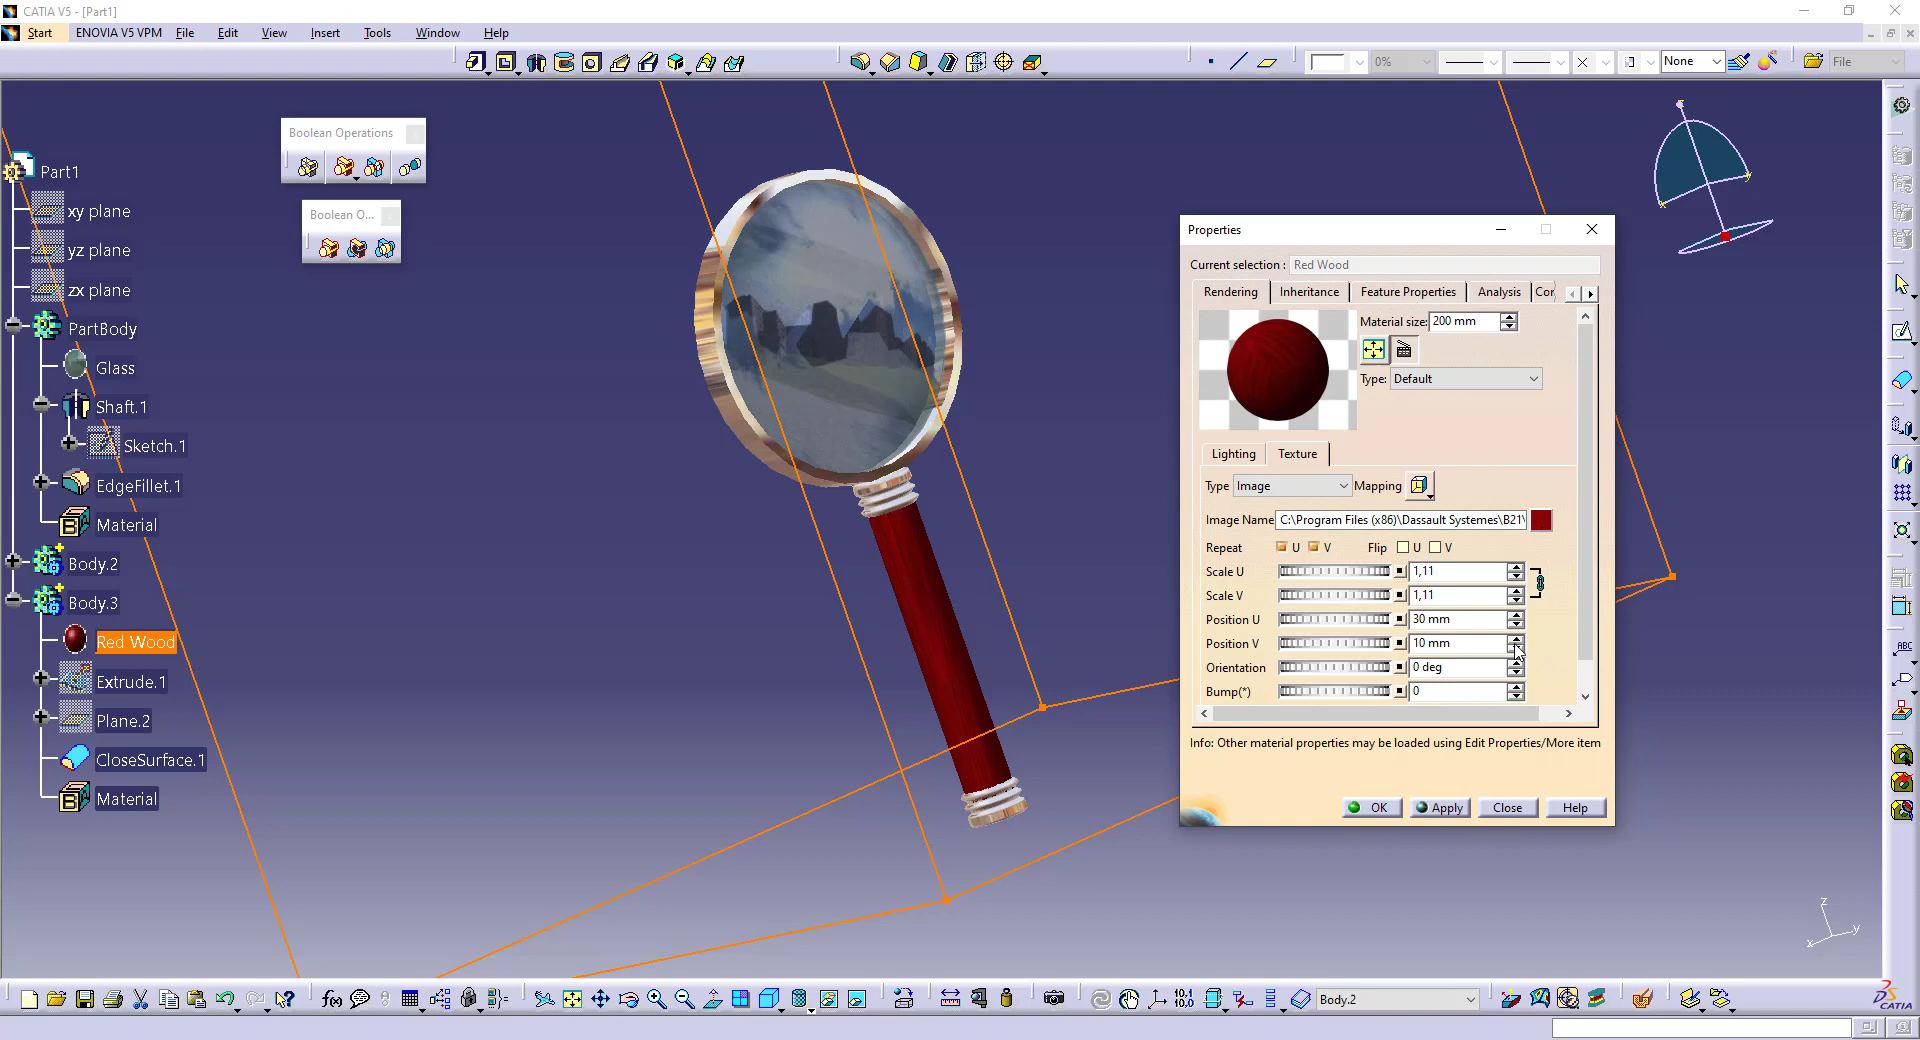 CATIA V5 - [Part1]
Start ENOVIA V5 VPM File Edit View Insert Tools Window Help
0% None File
Boolean Operations
Boolean O...
Part1
xy plane
yz plane
zx plane
PartBody
Glass
Shaft.1
Sketch.1
EdgeFillet.1
Material
Body.2
Body.3
Red Wood
Extrude.1
Plane.2
CloseSurface.1
Material
Properties
Current selection : Red Wood
Rendering Inheritance Feature Properties Analysis Cor
Material size: 200 mm
Type: Default
Lighting Texture
Type Image Mapping
Image Name C:\Program Files (x86)\Dassault Systemes\B21\
Repeat U V Flip U V
Scale U 1,11
Scale V 1,11
Position U 30 mm
Position V 10 mm
Orientation 0 deg
Bump(*) 0
Info: Other material properties may be loaded using Edit Properties/More item
OK Apply Close Help
x
y
z
x
y
ABC
f(x) 10.1 Body.2
CATIA